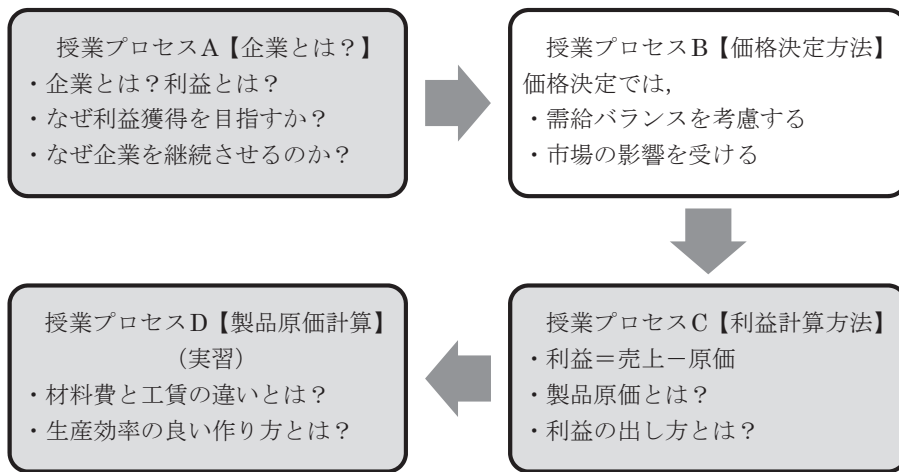 授業プロセスA【企業とは？】
・企業とは？利益とは？
・なぜ利益獲得を目指すか？
・なぜ企業を継続させるのか？
授業プロセスB【価格決定方法】
価格決定では，
・需給バランスを考慮する
・市場の影響を受ける
授業プロセスC【利益計算方法】
・利益＝売上－原価
・製品原価とは？
・利益の出し方とは？
授業プロセスD【製品原価計算】
（実習）
・材料費と工賃の違いとは？
・生産効率の良い作り方とは？